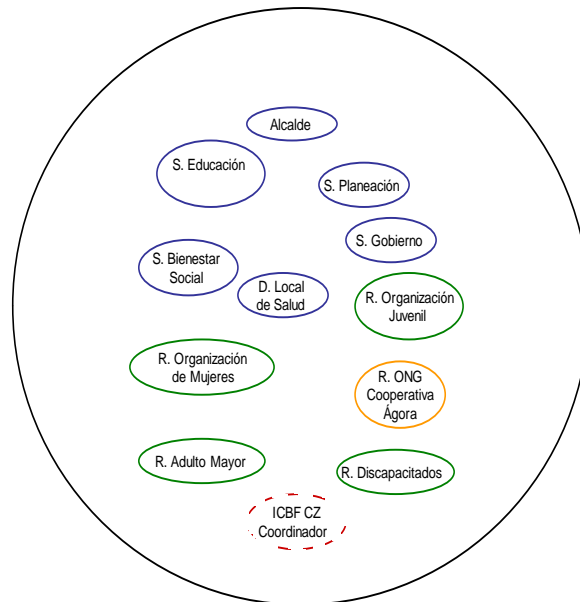 Alcalde
S. Educación
S. Planeación
S. Gobierno
S. Bienestar
Social
D. Local
de Salud
R. Organización
Juvenil
R. Organización
de Mujeres
R. ONG
Cooperativa
Ágora
R. Adulto Mayor
R. Discapacitados
ICBF CZ
Coordinador